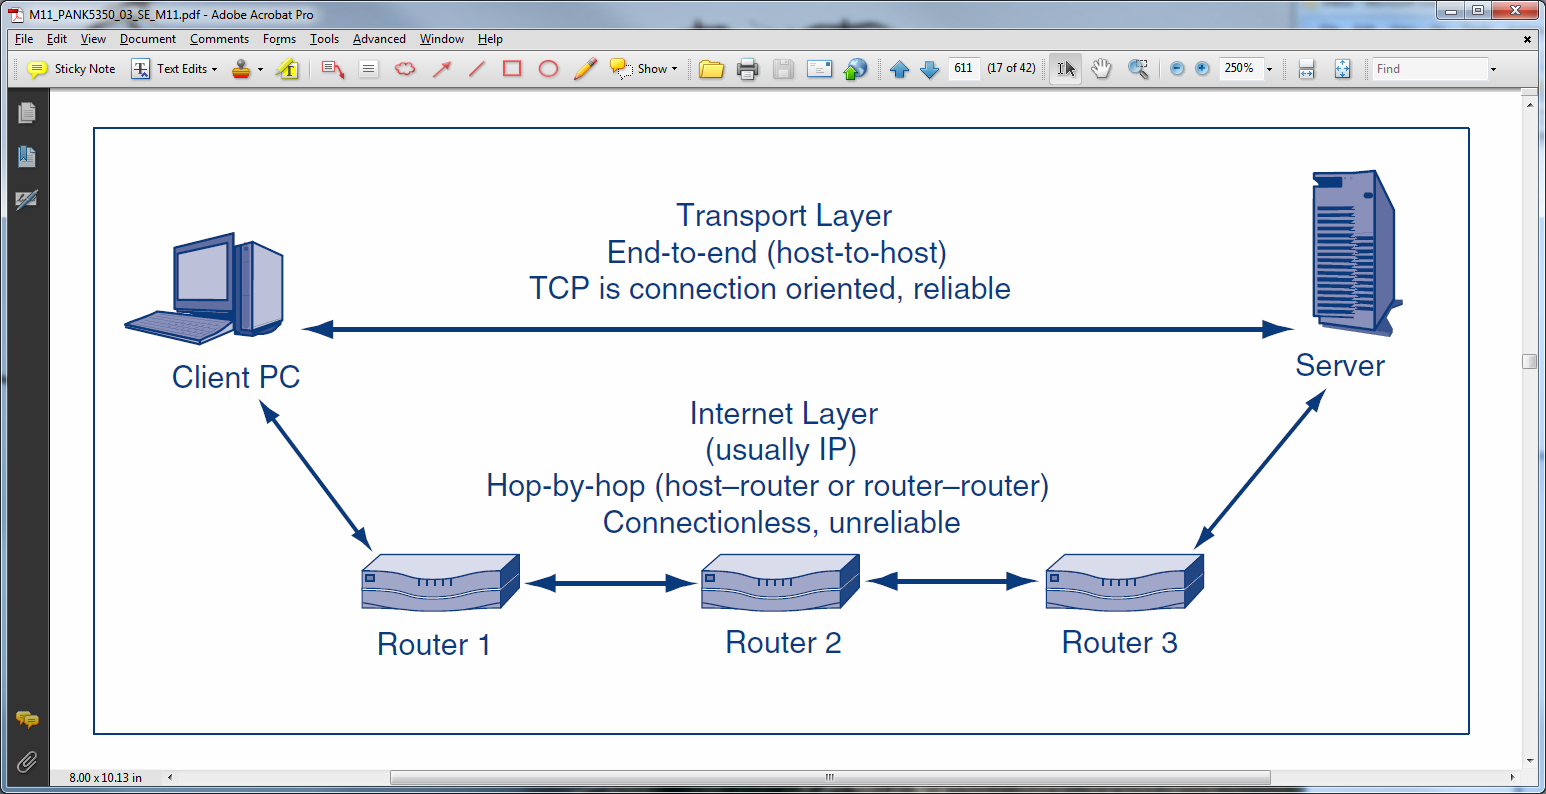 M11_PANK5350_03_SE_M11.pdf - Adobe Acrobat Pro
File Edit View Document Comments Forms Tools Advanced Window Help
Sticky Note Text Edits Show 611 (17 of 42) 250% Find
Transport Layer
End-to-end (host-to-host)
TCP is connection oriented, reliable
Client PC
Server
Internet Layer
(usually IP)
Hop-by-hop (host–router or router–router)
Connectionless, unreliable
Router 1
Router 2
Router 3
8.00 x 10.13 in